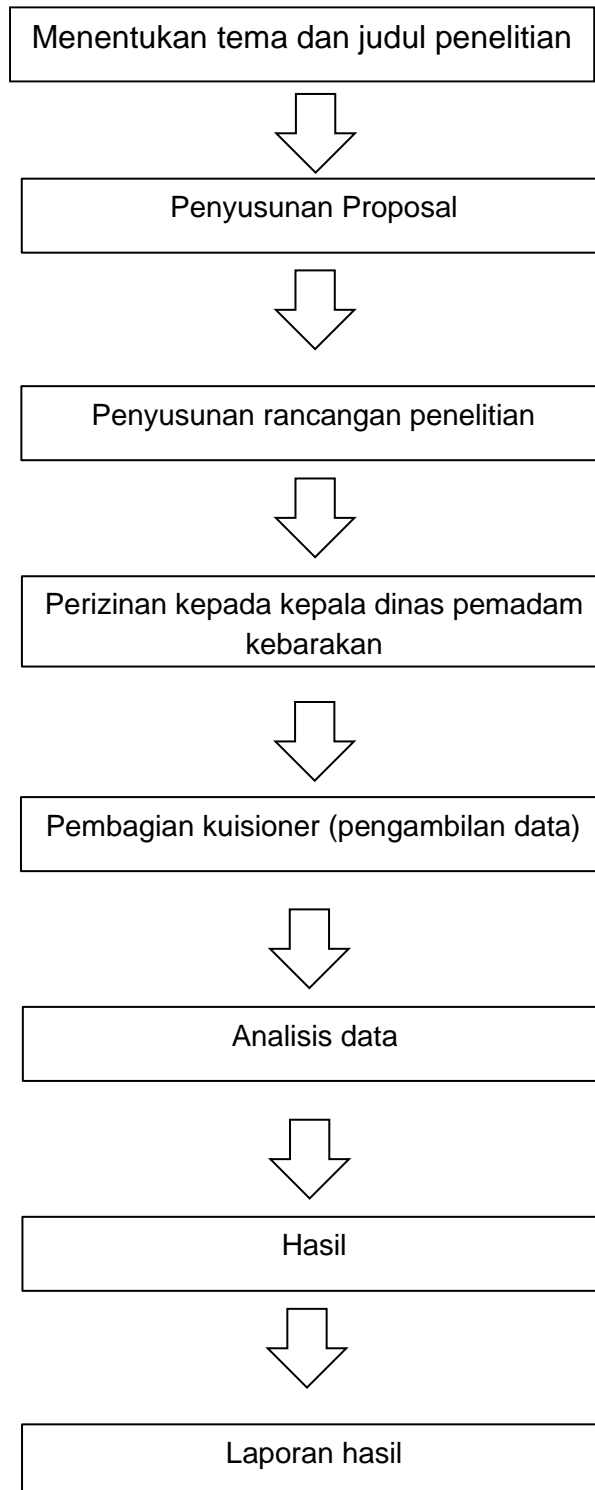 Menentukan tema dan judul penelitian
Penyusunan Proposal
Penyusunan rancangan penelitian
Perizinan kepada kepala dinas pemadam
kebarakan
Pembagian kuisioner (pengambilan data)
Analisis data
Hasil
Laporan hasil